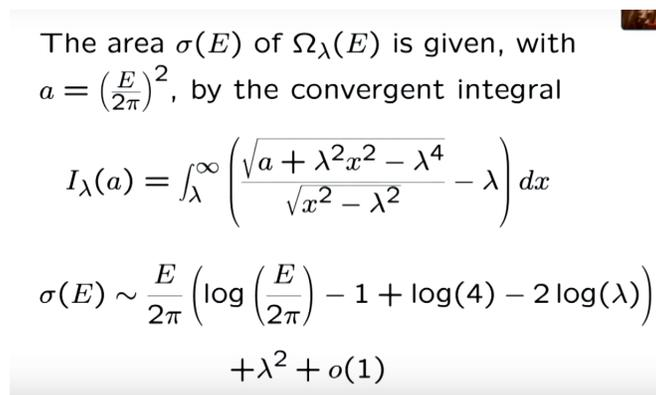 The area σ(E) of Ω_λ(E) is given, with
a = (E/2π)², by the convergent integral
I_λ(a) = ∫_λ^∞ (√(a + λ²x² − λ⁴)/√(x² − λ²) − λ) dx
σ(E) ∼ E/2π (log(E/2π) − 1 + log(4) − 2 log(λ))
+λ² + o(1)